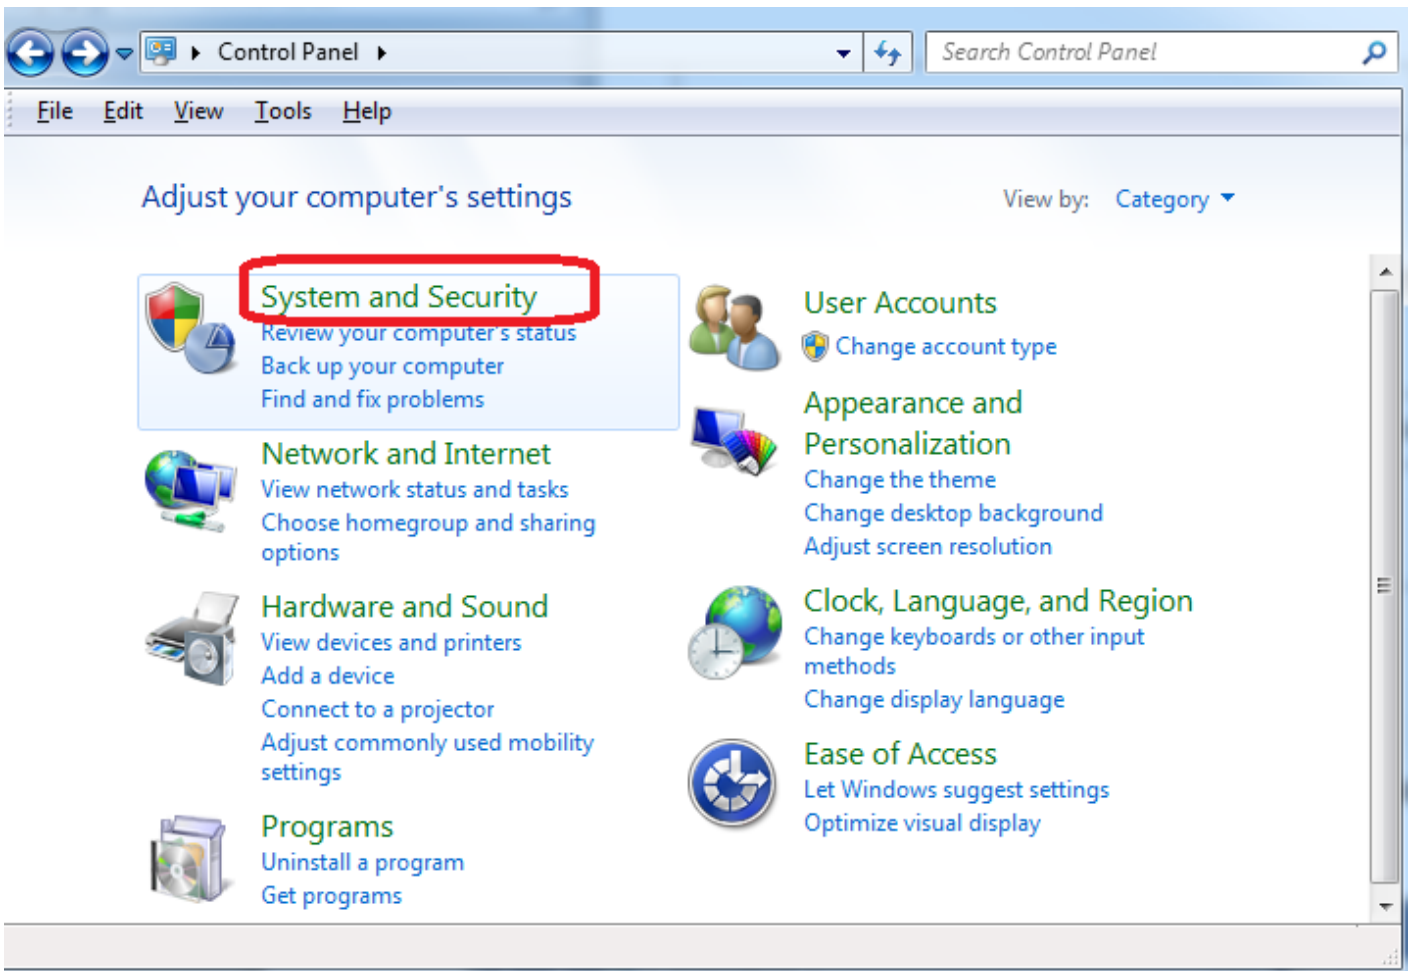 Control Panel
Search Control Panel
File Edit View Tools Help
Adjust your computer's settings
View by: Category
System and Security
Review your computer's status
Back up your computer
Find and fix problems
Network and Internet
View network status and tasks
Choose homegroup and sharing
options
Hardware and Sound
View devices and printers
Add a device
Connect to a projector
Adjust commonly used mobility
settings
Programs
Uninstall a program
Get programs
User Accounts
Change account type
Appearance and
Personalization
Change the theme
Change desktop background
Adjust screen resolution
Clock, Language, and Region
Change keyboards or other input
methods
Change display language
Ease of Access
Let Windows suggest settings
Optimize visual display